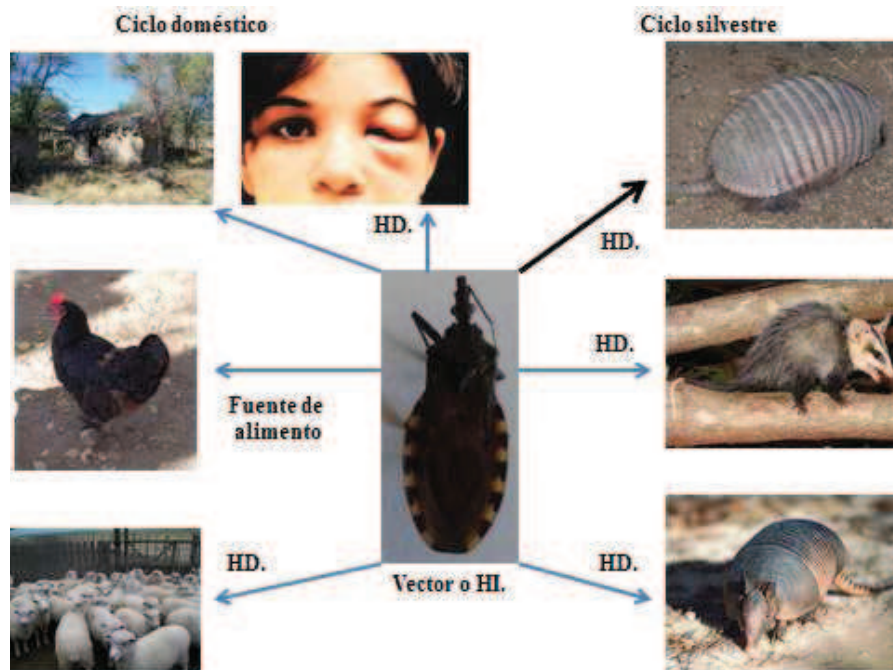 Ciclo doméstico
Ciclo silvestre
HD.
HD.
HD.
Fuente de
alimento
HD.
HD.
Vector o HI.